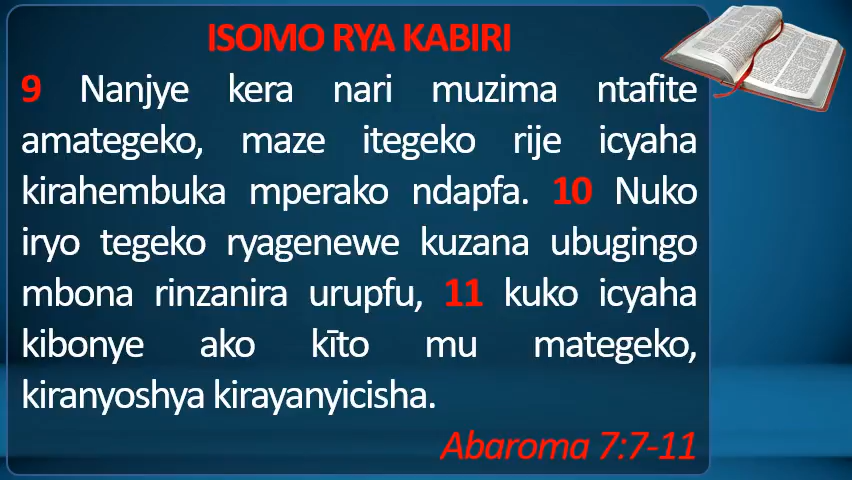 ISOMO RYA KABIRI
9 Nanjye kera nari muzima ntafite
amategeko, maze itegeko rije icyaha
kirahembuka mperako ndapfa. 10 Nuko
iryo tegeko ryagenewe kuzana ubugingo
mbona rinzanira urupfu, 11 kuko icyaha
kibonye ako kīto mu mategeko,
kiranyoshya kirayanyicisha.
Abaroma 7:7-11